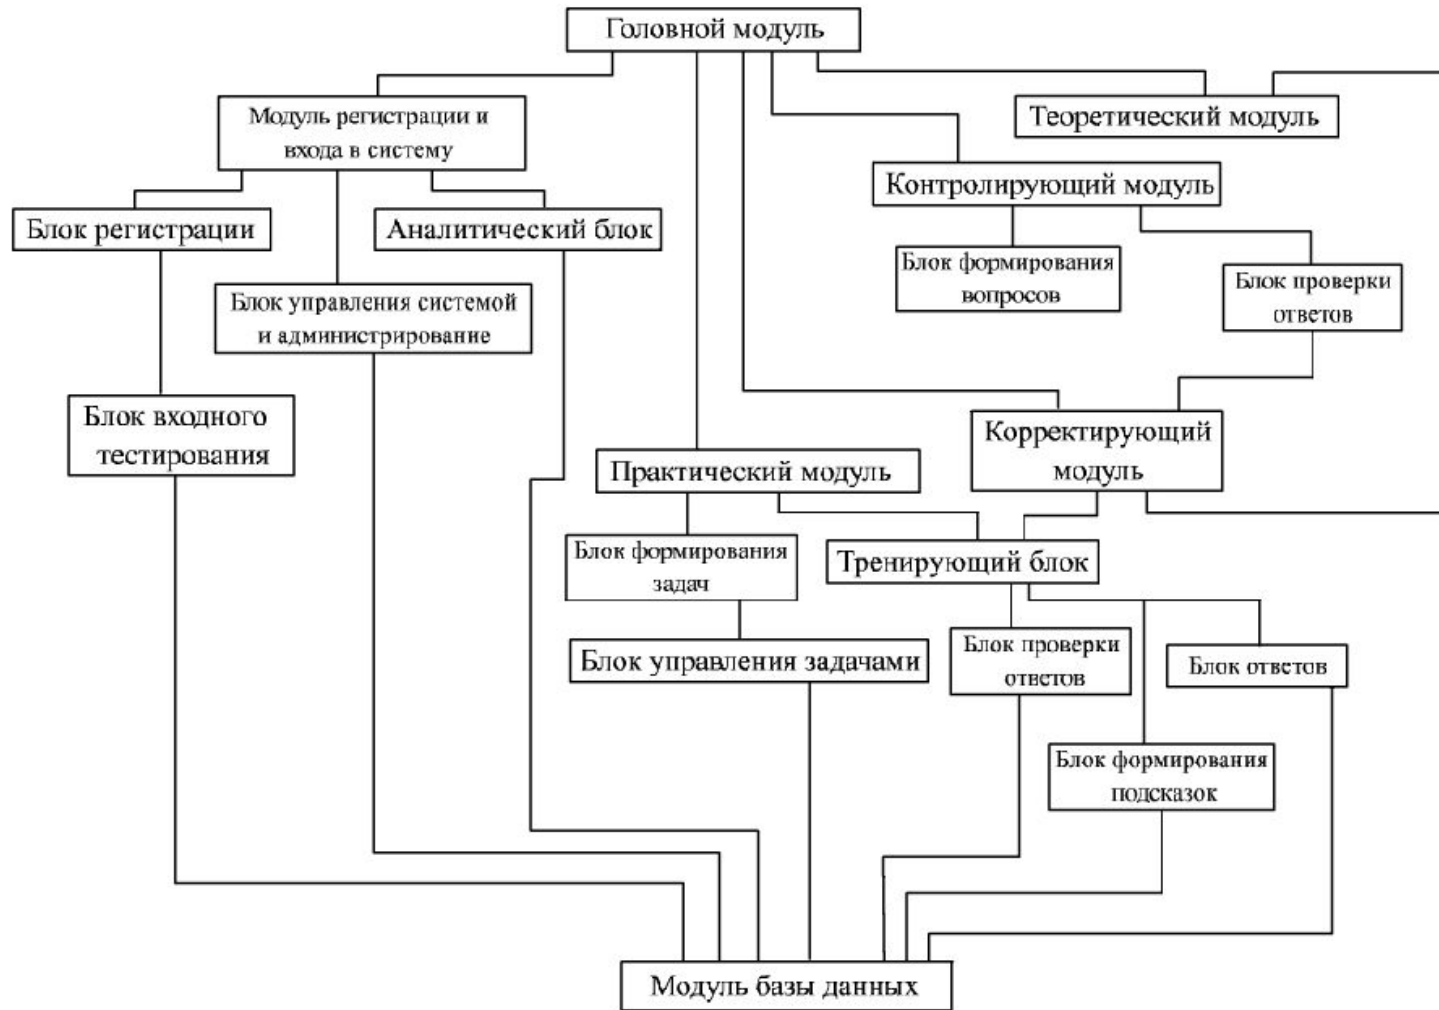 Головной модуль
Модуль регистрации и
входа в систему
Теоретический модуль
Контролирующий модуль
Блок регистрации
Аналитический блок
Блок формирования
вопросов
Блок проверки
ответов
Блок управления системой
и администрирование
Блок входного
тестирования
Корректирующий
модуль
Практический модуль
Блок формирования
задач
Тренирующий блок
Блок управления задачами
Блок проверки
ответов
Блок ответов
Блок формирования
подсказок
Модуль базы данных